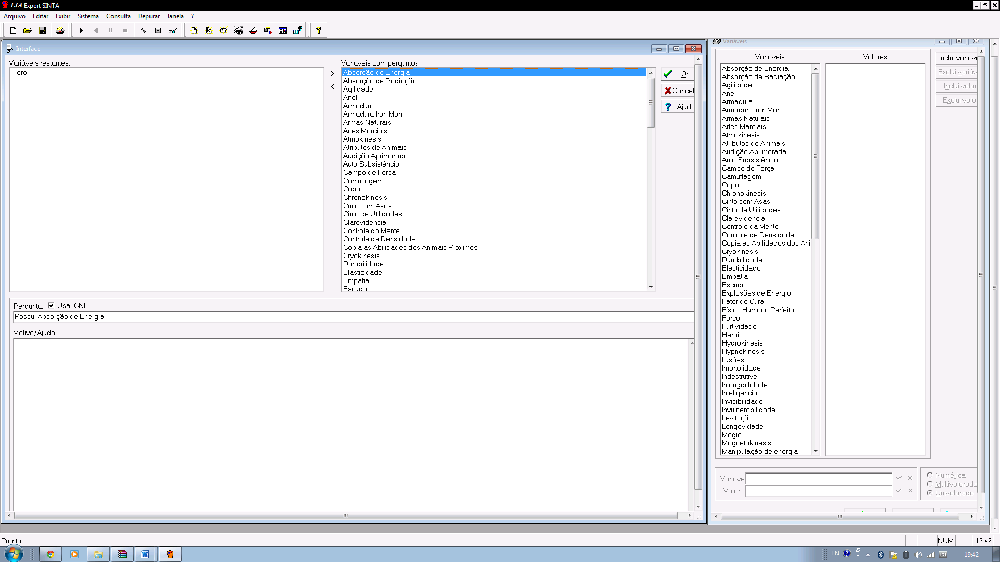 LIA Expert SINTA
Arquivo Editar Exibir Sistema Consulta Depurar Janela ?
Interface
Variáveis restantes:
Heroi
Variáveis com perguntas
Absorção de Energia
Absorção de Radiação
Agilidade
Anel
Armadura
Armadura Iron Man
Armas Naturais
Artes Marciais
Atmokinesis
Atributos de Animais
Audição Aprimorada
Auto-Subsistência
Campo de Força
Camuflagem
Capa
Chronokinesis
Cinto com Asas
Cinto de Utilidades
Clarevidencia
Controle da Mente
Controle de Densidade
Copia as Abilidades dos Animais Próximos
Cryokinesis
Durabilidade
Elasticidade
Empatia
Escudo
OK
Cancel
Ajuda
Pergunta: Usar CNF
Possui Absorção de Energia?
Motivo/Ajuda:
Variáveis
Variáveis
Absorção de Energia
Absorção de Radiação
Agilidade
Anel
Armadura
Armadura Iron Man
Armas Naturais
Artes Marciais
Atmokinesis
Atributos de Animais
Audição Aprimorada
Auto-Subsistência
Campo de Força
Camuflagem
Capa
Chronokinesis
Cinto com Asas
Cinto de Utilidades
Clarevidencia
Controle da Mente
Controle de Densidade
Copia as Abilidades dos Ani
Cryokinesis
Durabilidade
Elasticidade
Empatia
Escudo
Explosões de Energia
Fator de Cura
Físico Humano Perfeito
Força
Furtividade
Heroi
Hydrokinesis
Hypnokinesis
Ilusões
Imortalidade
Indestrutivel
Intangibilidade
Inteligencia
Invisibilidade
Invulnerabilidade
Levitação
Longevidade
Magia
Magnetokinesis
Manipulação de energia
Valores
Inclui variáv
Exclui variáv
Inclui valor
Exclui valo
Variáve
Valor:
Numérica
Multivalorada
Univalorada
Pronto.
NUM
19:42
EN
19:42